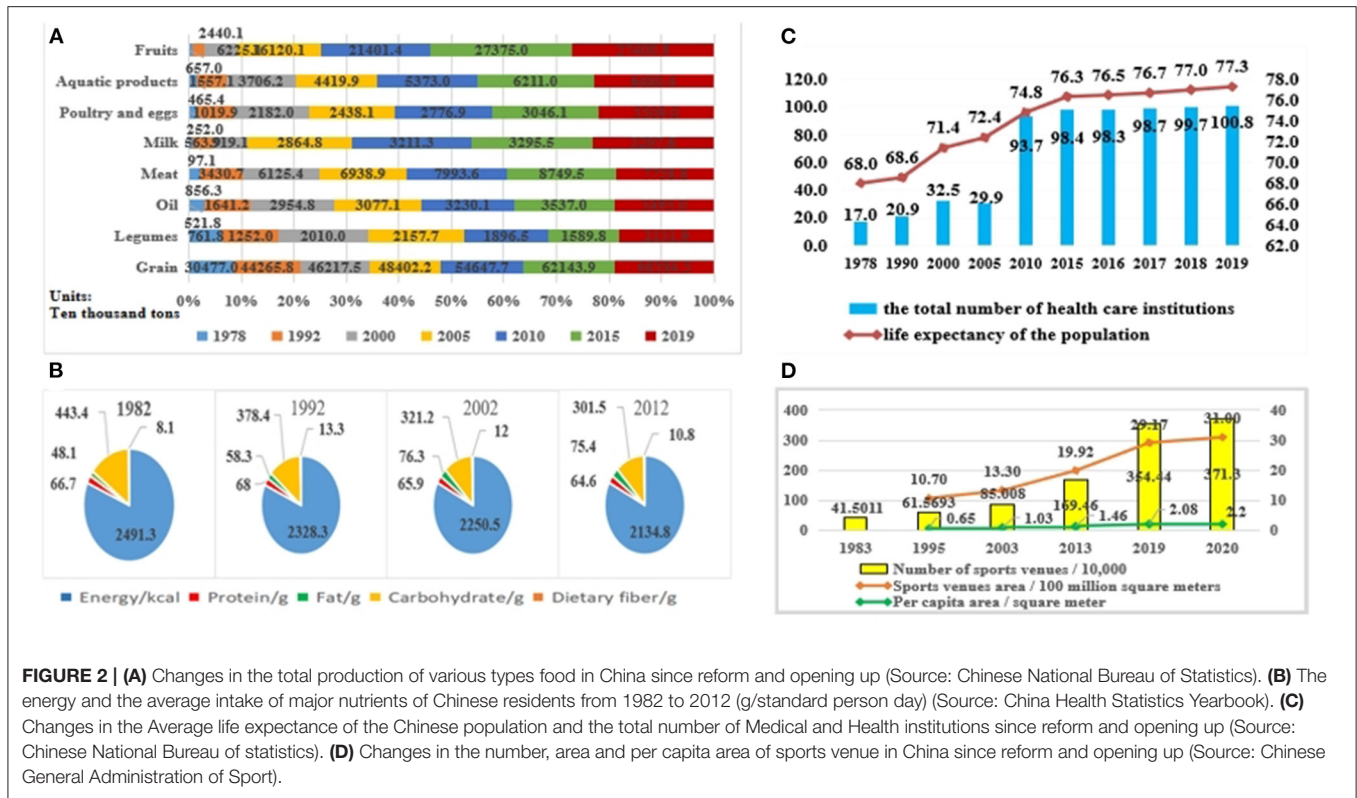 A
2440.1
Fruits 6225.1 16120.1 21401.4 27375.0
657.0
Aquatic products 1557.1 3706.2 4419.9 5373.0 6211.0
465.4
Poultry and eggs 1019.9 2182.0 2438.1 2776.9 3046.1
252.0
Milk 563.9 919.1 2864.8 3211.3 3295.5
97.1
Meat 3430.7 6125.4 6938.9 7993.6 8749.5
856.3
Oil 1641.2 2954.8 3077.1 3230.1 3537.0
521.8
Legumes 761.8 1252.0 2010.0 2157.7 1896.5 1589.8
Grain 30477.0 44265.8 46217.5 48402.2 54647.7 62143.9
Units:
Ten thousand tons
0% 10% 20% 30% 40% 50% 60% 70% 80% 90% 100%
1978 1992 2000 2005 2010 2015 2019
B
1982
443.4 8.1
48.1
66.7
2491.3
1992
378.4 13.3
58.3
68
2328.3
2002
321.2 12
76.3
65.9
2250.5
2012
301.5 10.8
75.4
64.6
2134.8
Energy/kcal Protein/g Fat/g Carbohydrate/g Dietary fiber/g
C
120.0
100.0
80.0
60.0
40.0
20.0
0.0
68.0 68.6 71.4 72.4 74.8 76.3 76.5 76.7 77.0 77.3
17.0 20.9 32.5 29.9 93.7 98.4 98.3 98.7 99.7 100.8
78.0
76.0
74.0
72.0
70.0
68.0
66.0
64.0
62.0
1978 1990 2000 2005 2010 2015 2016 2017 2018 2019
the total number of health care institutions
life expectancy of the population
D
400
300
200
100
0
10.70 13.30 19.92 29.17 31.00
41.5011 61.5693 85.008 169.46 354.44 371.3
0.65 1.03 1.46 2.08 2.2
40
30
20
10
0
1983 1995 2003 2013 2019 2020
Number of sports venues / 10,000
Sports venues area / 100 million square meters
Per capita area / square meter
FIGURE 2 | (A) Changes in the total production of various types food in China since reform and opening up (Source: Chinese National Bureau of Statistics). (B) The
energy and the average intake of major nutrients of Chinese residents from 1982 to 2012 (g/standard person day) (Source: China Health Statistics Yearbook). (C)
Changes in the Average life expectance of the Chinese population and the total number of Medical and Health institutions since reform and opening up (Source:
Chinese National Bureau of statistics). (D) Changes in the number, area and per capita area of sports venue in China since reform and opening up (Source: Chinese
General Administration of Sport).